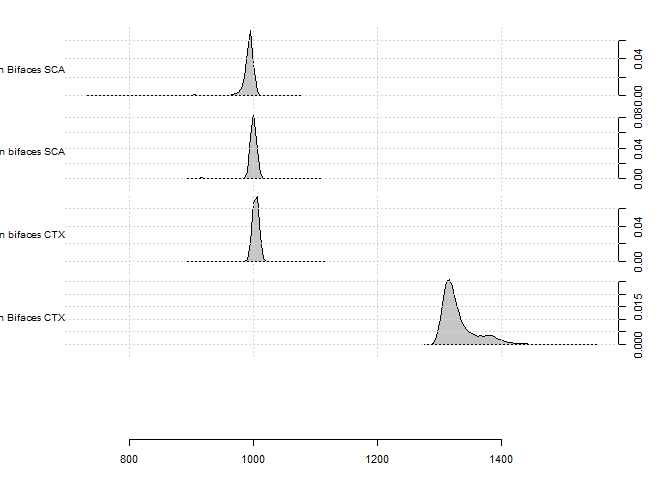 n Bifaces SCA
n bifaces SCA
n bifaces CTX
n Bifaces CTX
0.04
0.00
0.08
0.04
0.00
0.04
0.00
0.015
0.000
800 1000 1200 1400